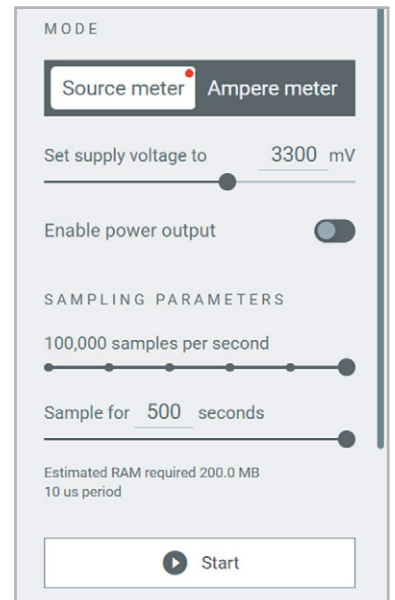 MODE
Source meter Ampere meter
Set supply voltage to 3300 mV
Enable power output
SAMPLING PARAMETERS
100,000 samples per second
Sample for 500 seconds
Estimated RAM required 200.0 MB
10 us period
Start